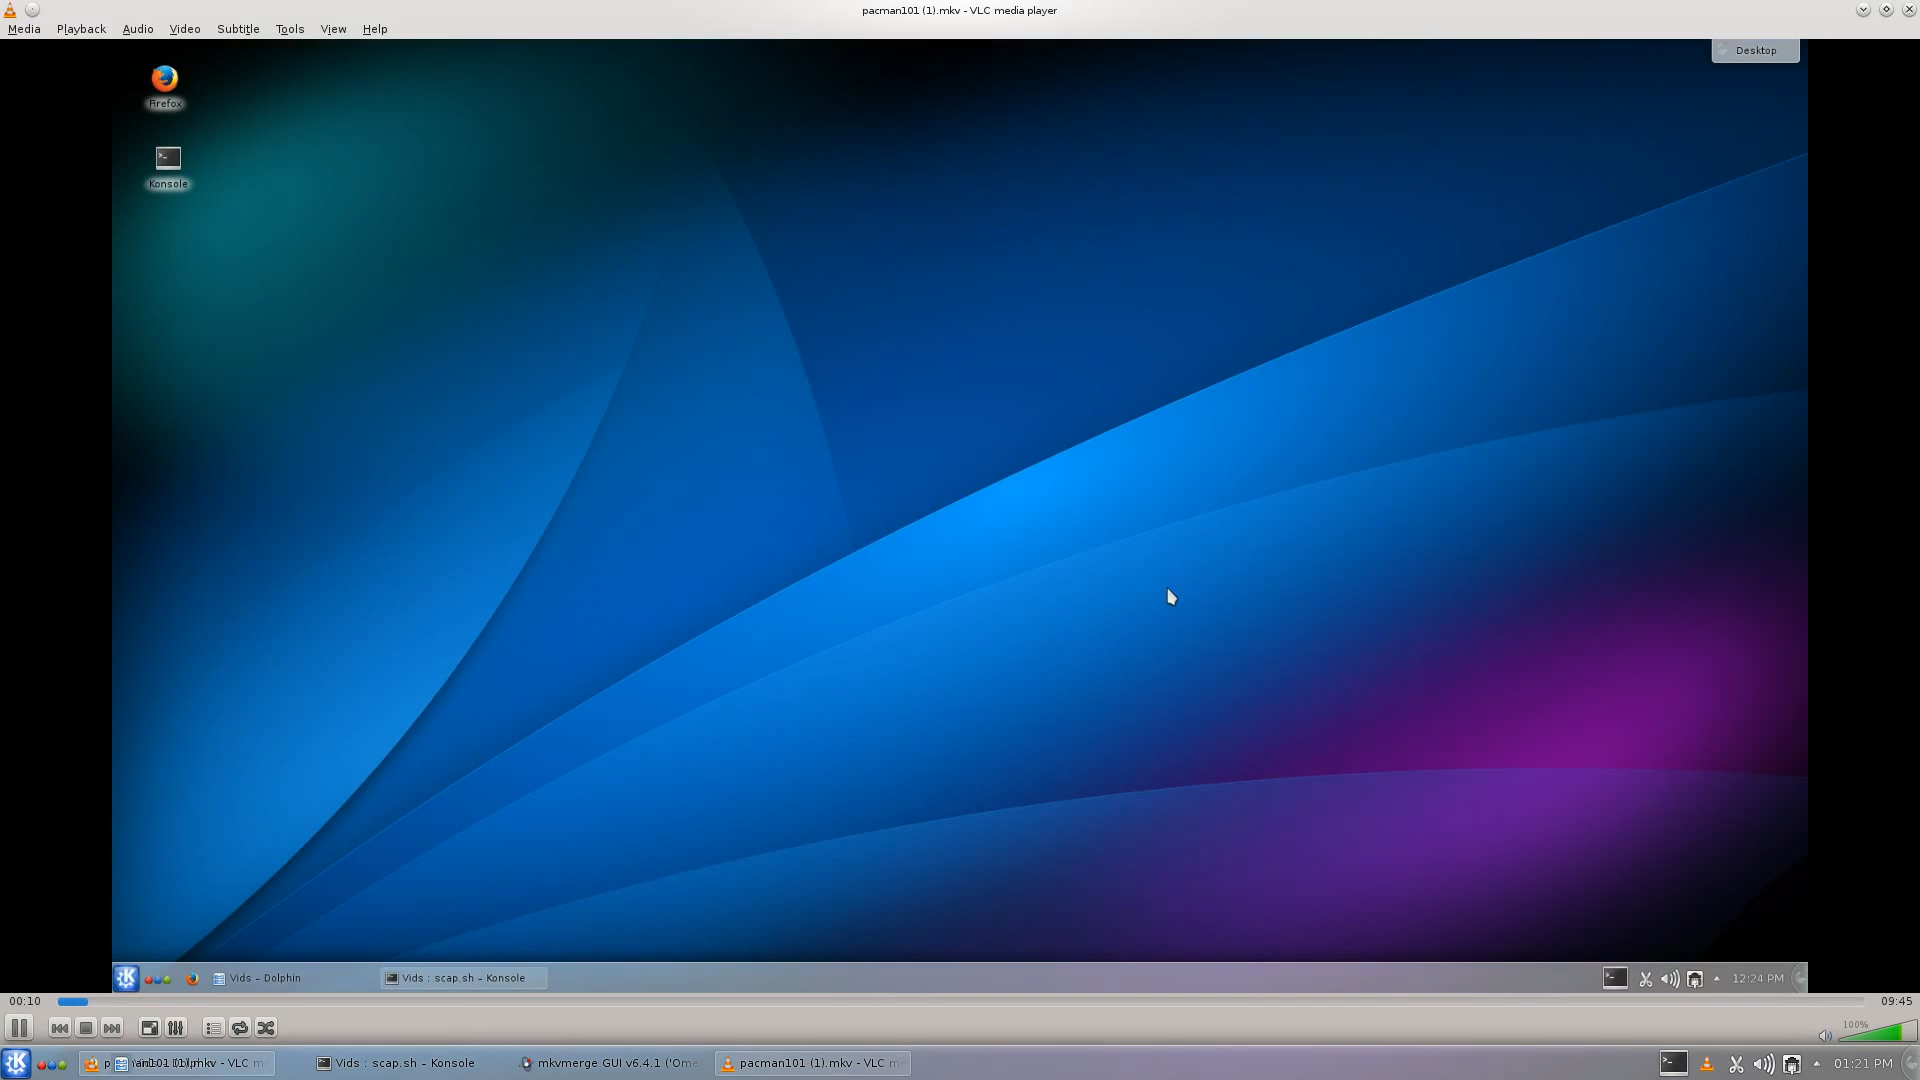 pacman101 (1).mkv - VLC media player
Media Playback Audio Video Subtitle Tools View Help
Desktop
Firefox
Konsole
Vids – Dolphin
Vids : scap.sh – Konsole
12:24 PM
00:10
09:45
100%
Vids : scap.sh – Konsole
mkvmerge GUI v6.4.1 ('Ome
pacman101 (1).mkv - VLC me
01:21 PM